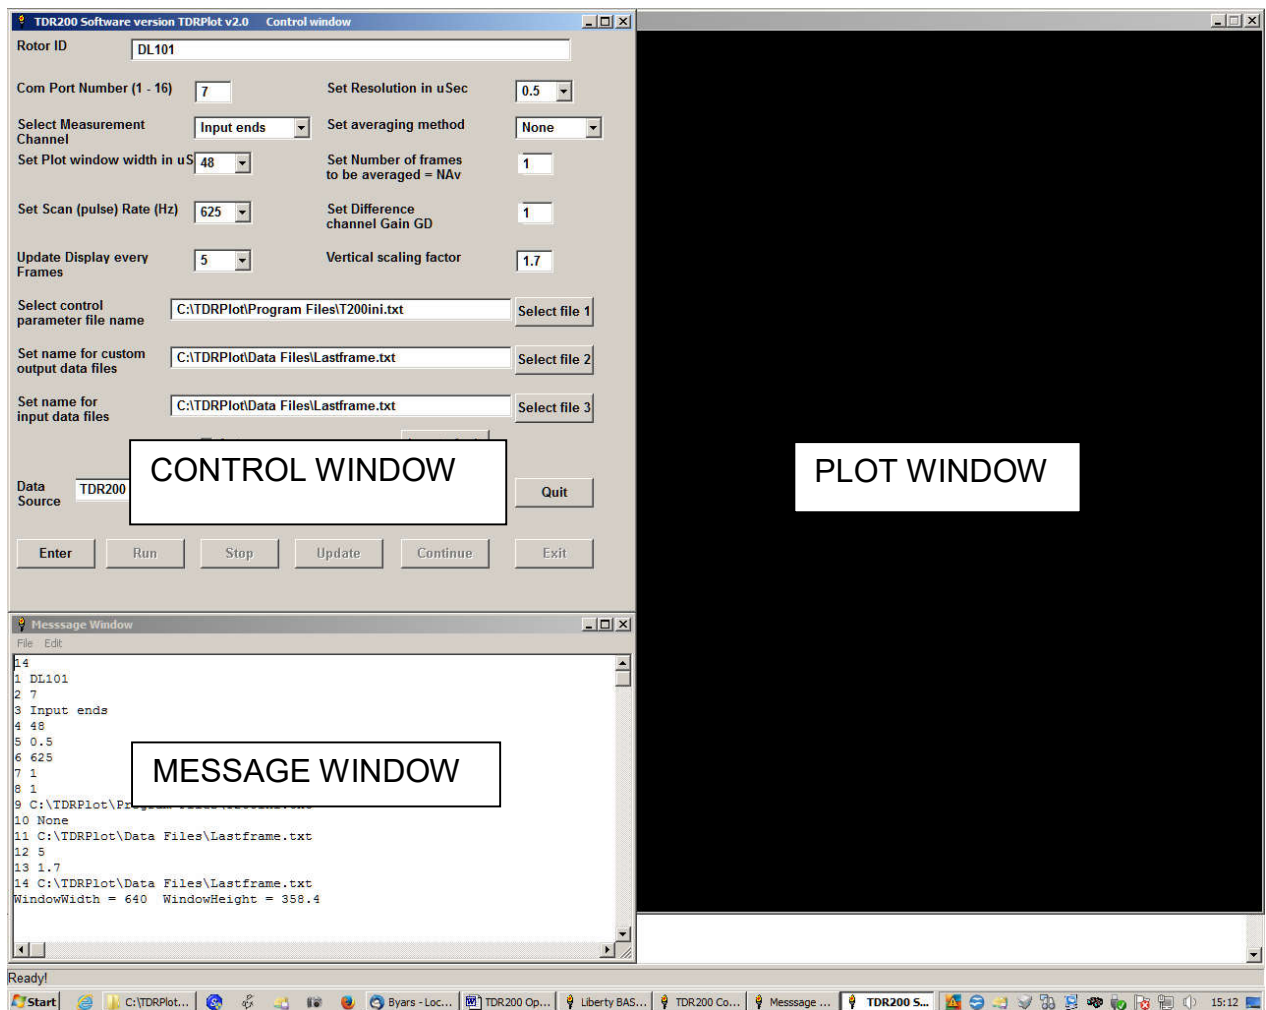 TDR200 Software version TDRPlot v2.0    Control window
Rotor ID
DL101
Com Port Number (1 - 16)
7
Set Resolution in uSec
0.5
Select Measurement
Channel
Input ends
Set averaging method
None
Set Plot window width in uS
48
Set Number of frames
to be averaged = NAv
1
Set Scan (pulse) Rate (Hz)
625
Set Difference
channel Gain GD
1
Update Display every
Frames
5
Vertical scaling factor
1.7
Select control
parameter file name
C:\TDRPlot\Program Files\T200ini.txt
Select file 1
Set name for custom
output data files
C:\TDRPlot\Data Files\Lastframe.txt
Select file 2
Set name for
input data files
C:\TDRPlot\Data Files\Lastframe.txt
Select file 3
CONTROL WINDOW
PLOT WINDOW
Data
Source
TDR200
Quit
Enter
Run
Stop
Update
Continue
Exit
Messsage Window
File Edit
14
1 DL101
2 7
3 Input ends
4 48
5 0.5
6 625
7 1
8 1
9 C:\TDRPlot\Pr
10 None
11 C:\TDRPlot\Data Files\Lastframe.txt
12 5
13 1.7
14 C:\TDRPlot\Data Files\Lastframe.txt
WindowWidth = 640  WindowHeight = 358.4
MESSAGE WINDOW
Ready!
Start
C:\TDRPlot...
Byars - Loc...
TDR200 Op...
Liberty BAS...
TDR200 Co...
Messsage ...
TDR200 S...
15:12